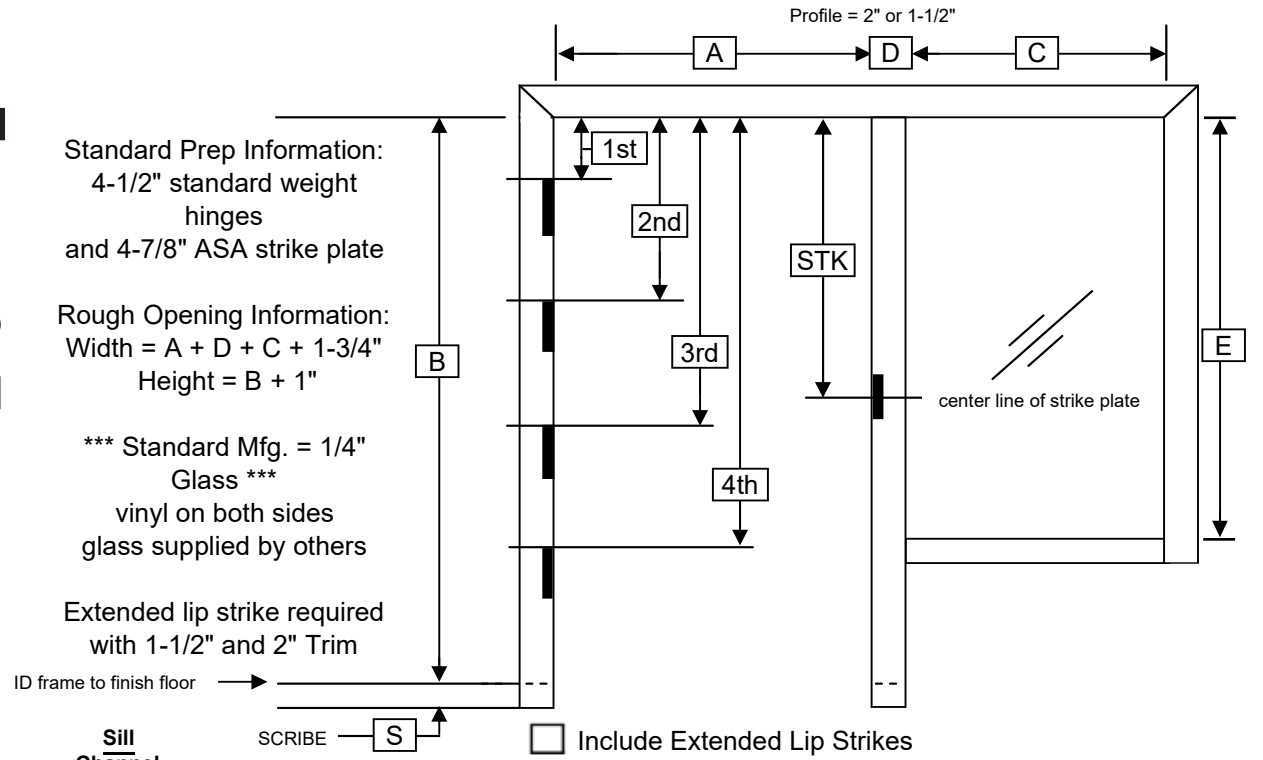 Profile = 2" or 1-1/2"
A
D
C
Standard Prep Information:
4-1/2" standard weight
hinges
and 4-7/8" ASA strike plate
Rough Opening Information:
Width = A + D + C + 1-3/4"
Height = B + 1"
*** Standard Mfg. = 1/4"
Glass ***
vinyl on both sides
glass supplied by others
Extended lip strike required
with 1-1/2" and 2" Trim
ID frame to finish floor
B
1st
2nd
3rd
4th
STK
center line of strike plate
E
SCRIBE
S
Include Extended Lip Strikes
Sill
Channel